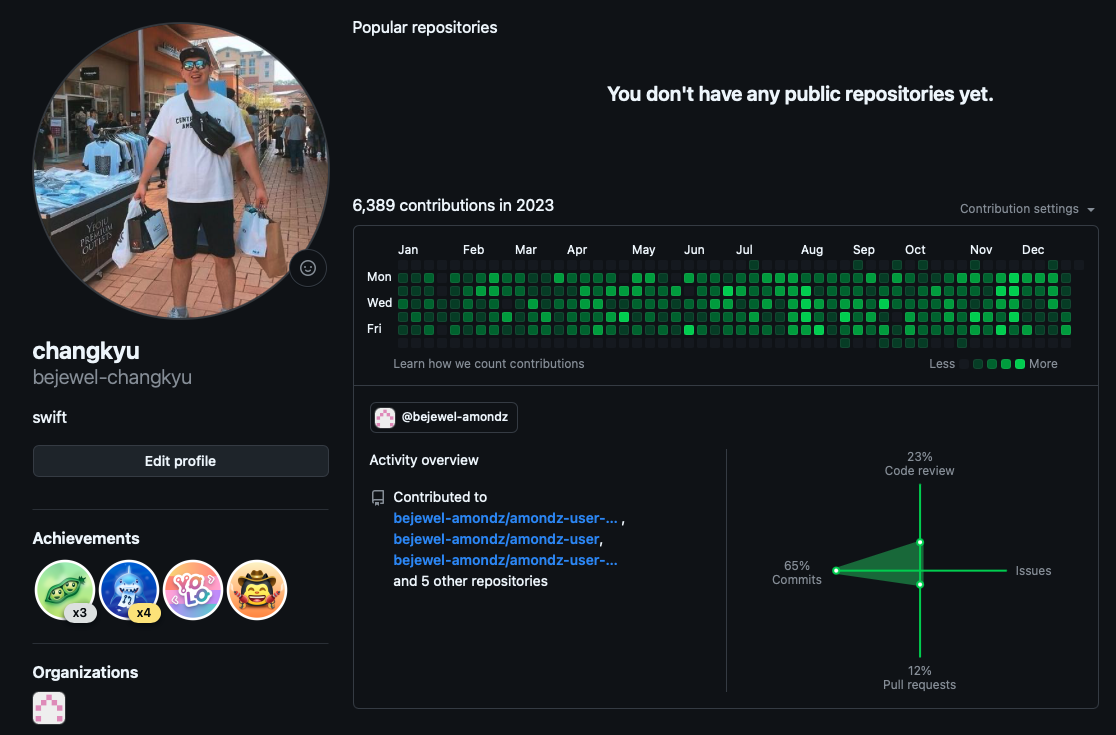 Popular repositories
You don't have any public repositories yet.
6,389 contributions in 2023
Contribution settings
Jan Feb Mar Apr May Jun Jul Aug Sep Oct Nov Dec
Mon
Wed
Fri
Learn how we count contributions
Less More
changkyu
bejewel-changkyu
swift
Edit profile
Achievements
x3
x4
YOLO
Organizations
@bejewel-amondz
Activity overview
Contributed to
bejewel-amondz/amondz-user-... ,
bejewel-amondz/amondz-user,
bejewel-amondz/amondz-user-...
and 5 other repositories
23%
Code review
65%
Commits
Issues
12%
Pull requests
YEOJU
PREMIUM
OUTLETS